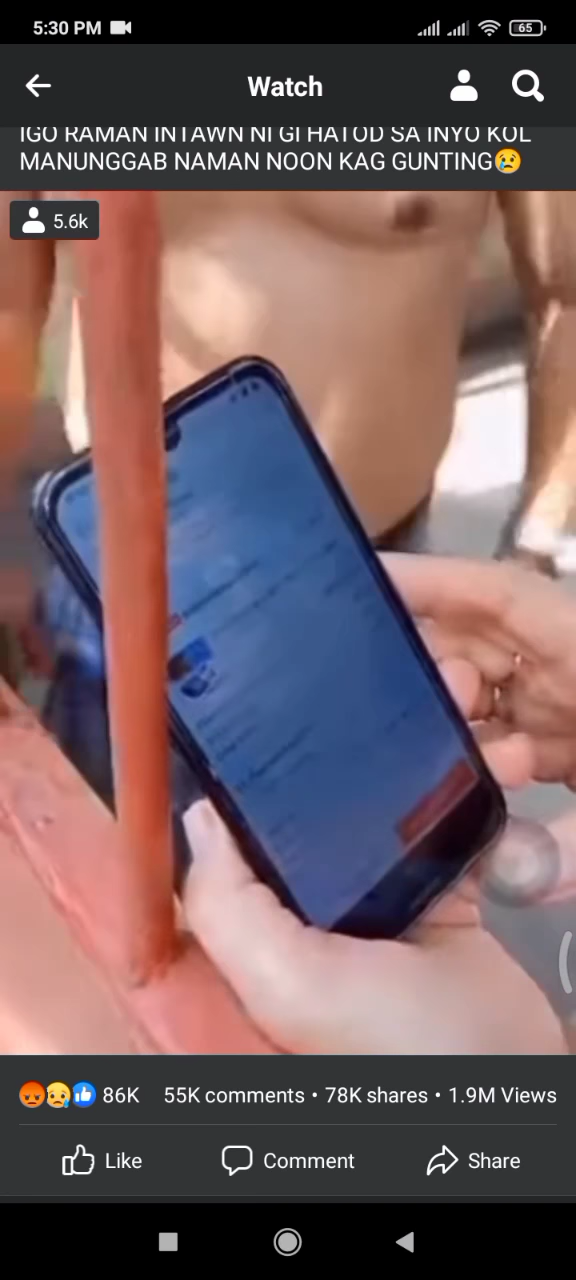 5:30 PM
65
Watch
IGO RAMAN INTAWN NI GI HATOD SA INYO KOL
MANUNGGAB NAMAN NOON KAG GUNTING😢
5.6k
86K 55K comments • 78K shares • 1.9M Views
Like Comment Share